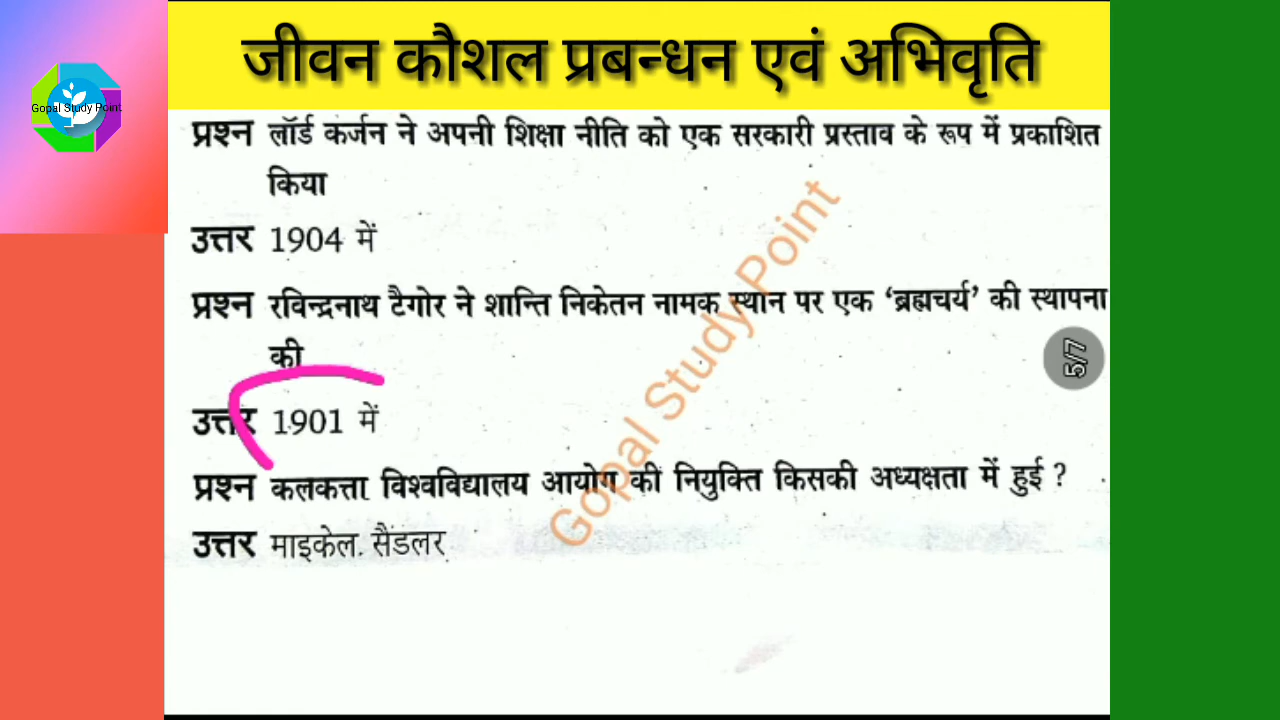 जीवन कौशल प्रबन्धन एवं अभिवृति
Gopal Study Point
प्रश्न लॉर्ड कर्जन ने अपनी शिक्षा नीति को एक सरकारी प्रस्ताव के रूप में प्रकाशित
किया
उत्तर 1904 में
प्रश्न रविन्द्रनाथ टैगोर ने शान्ति निकेतन नामक स्थान पर एक ‘ब्रह्मचर्य’ की स्थापना
की
5/7
उत्तर 1901 में
प्रश्न कलकत्ता विश्वविद्यालय आयोग की नियुक्ति किसकी अध्यक्षता में हुई ?
उत्तर माइकेल. सैंडलर
Gopal Study Point